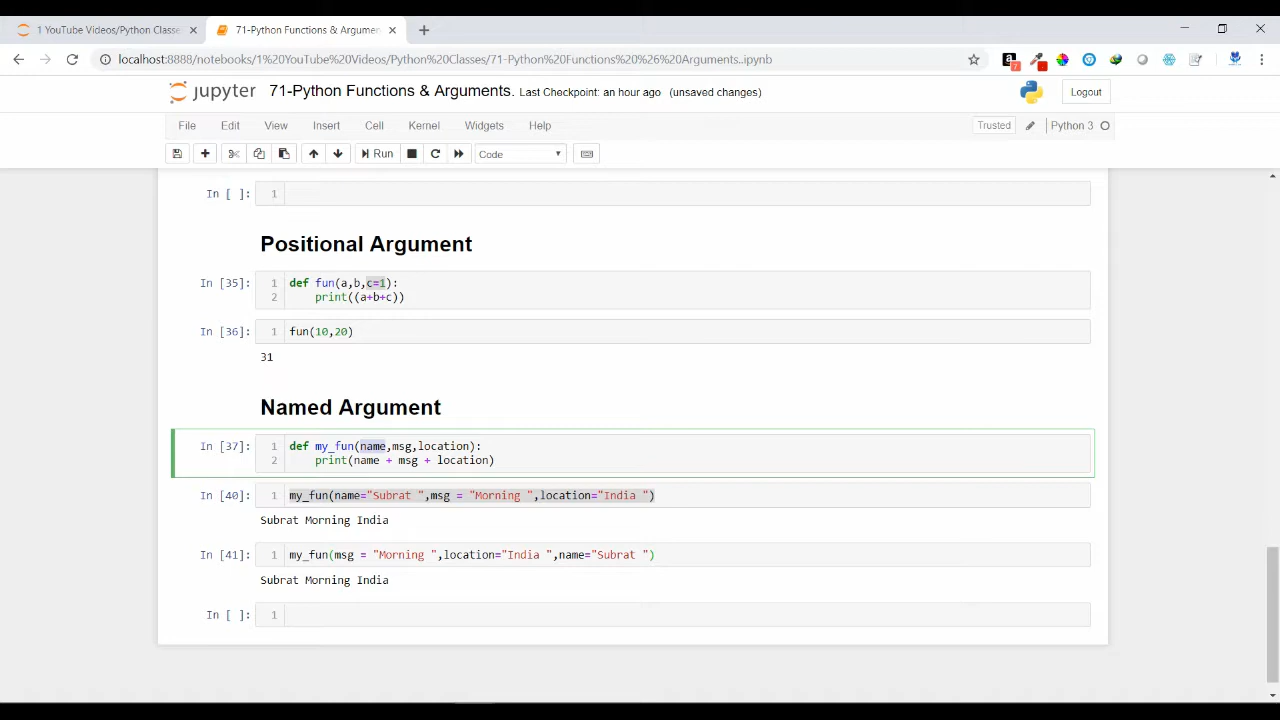 1 YouTube Videos/Python Classe
71-Python Functions & Argumen
localhost:8888/notebooks/1%20YouTube%20Videos/Python%20Class/71-Python%20Functions%20%26%20Arguments.ipynb
7
jupyter 71-Python Functions & Arguments. Last Checkpoint: an hour ago (unsaved changes) Logout
File Edit View Insert Cell Kernel Widgets Help Trusted Python 3
Run Code
In [ ]: 1
Positional Argument
In [35]: 1 def fun(a,b,c=1):
2 print((a+b+c))
In [36]: 1 fun(10,20)
31
Named Argument
In [37]: 1 def my_fun(name,msg,location):
2 print(name + msg + location)
In [40]: 1 my_fun(name="Subrat ",msg = "Morning ",location="India ")
Subrat Morning India
In [41]: 1 my_fun(msg = "Morning ",location="India ",name="Subrat ")
Subrat Morning India
In [ ]: 1